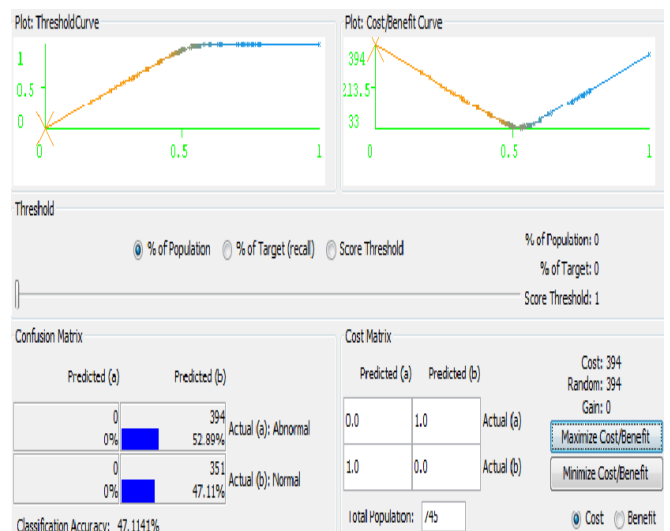 Plot: ThresholdCurve
1
0.5
0
0
0.5
1
Plot: Cost/Benefit Curve
394
213.5
33
0
0.5
1
Threshold
% of Population
% of Target (recall)
Score Threshold
% of Population: 0
% of Target: 0
Score Threshold: 1
Confusion Matrix
Predicted (a) Predicted (b)
0 394
0% 52.89% Actual (a): Abnormal
0 351
0% 47.11% Actual (b): Normal
Classification Accuracy: 47.1141%
Cost Matrix
Predicted (a) Predicted (b)
0.0 1.0 Actual (a)
1.0 0.0 Actual (b)
Total Population: 745
Cost: 394
Random: 394
Gain: 0
Maximize Cost/Benefit
Minimize Cost/Benefit
Cost Benefit